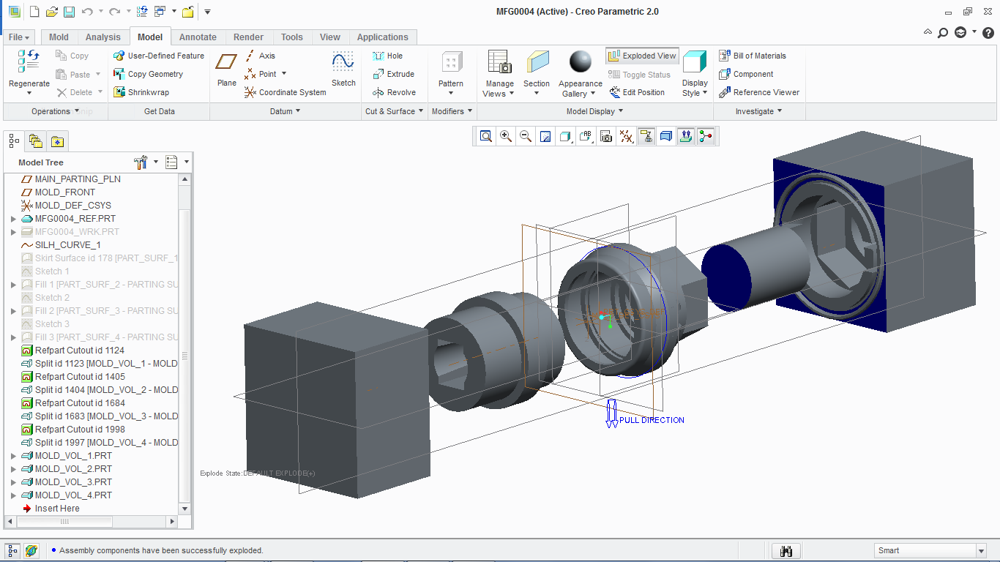 MFG0004 (Active) - Creo Parametric 2.0
File
Mold
Analysis
Model
Annotate
Render
Tools
View
Applications
Regenerate
Copy
Paste
Delete
Operations
User-Defined Feature
Copy Geometry
Shrinkwrap
Get Data
Plane
Axis
Point
Coordinate System
Sketch
Datum
Hole
Extrude
Revolve
Cut & Surface
Pattern
Modifiers
Manage Views
Section
Appearance Gallery
Exploded View
Toggle Status
Edit Position
Display Style
Model Display
Bill of Materials
Component
Reference Viewer
Investigate
Model Tree
MAIN_PARTING_PLN
MOLD_FRONT
MOLD_DEF_CSYS
MFG0004_REF.PRT
MFG0004_WRK.PRT
SILH_CURVE_1
Skirt Surface id 178 [PART_SURF_1
Sketch 1
Fill 1 [PART_SURF_2 - PARTING SU
Sketch 2
Fill 2 [PART_SURF_3 - PARTING SU
Sketch 3
Fill 3 [PART_SURF_4 - PARTING SU
Refpart Cutout id 1124
Split id 1123 [MOLD_VOL_1 - MOLD
Refpart Cutout id 1405
Split id 1404 [MOLD_VOL_2 - MOLD
Refpart Cutout id 1684
Split id 1683 [MOLD_VOL_3 - MOLD
Refpart Cutout id 1998
Split id 1997 [MOLD_VOL_4 - MOLD
MOLD_VOL_1.PRT
MOLD_VOL_2.PRT
MOLD_VOL_3.PRT
MOLD_VOL_4.PRT
Insert Here
PULL DIRECTION
Explode State:DEFAULT EXPLODE(+)
Assembly components have been successfully exploded.
Smart